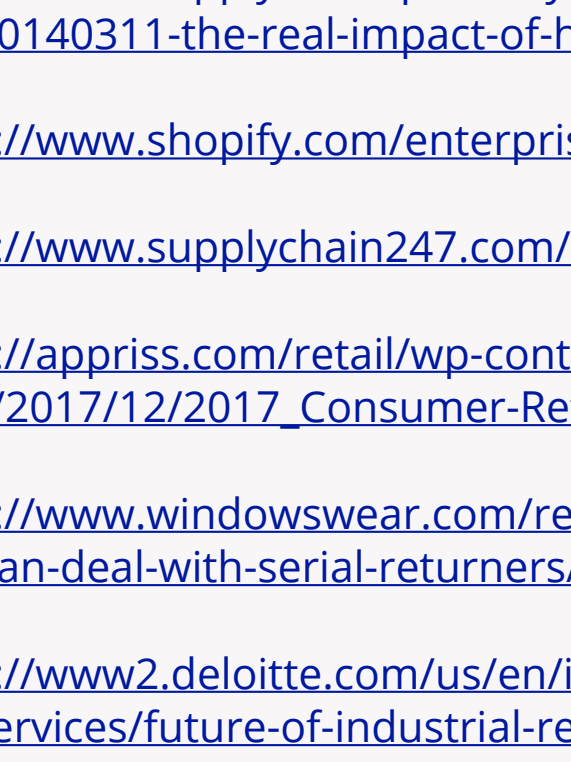 0140311-the-real-impact-of-h
://www.shopify.com/enterpris
://www.supplychain247.com/
://appriss.com/retail/wp-cont
/2017/12/2017_Consumer-Ret
://www.windowswear.com/re
an-deal-with-serial-returners/
://www2.deloitte.com/us/en/i
ervices/future-of-industrial-re